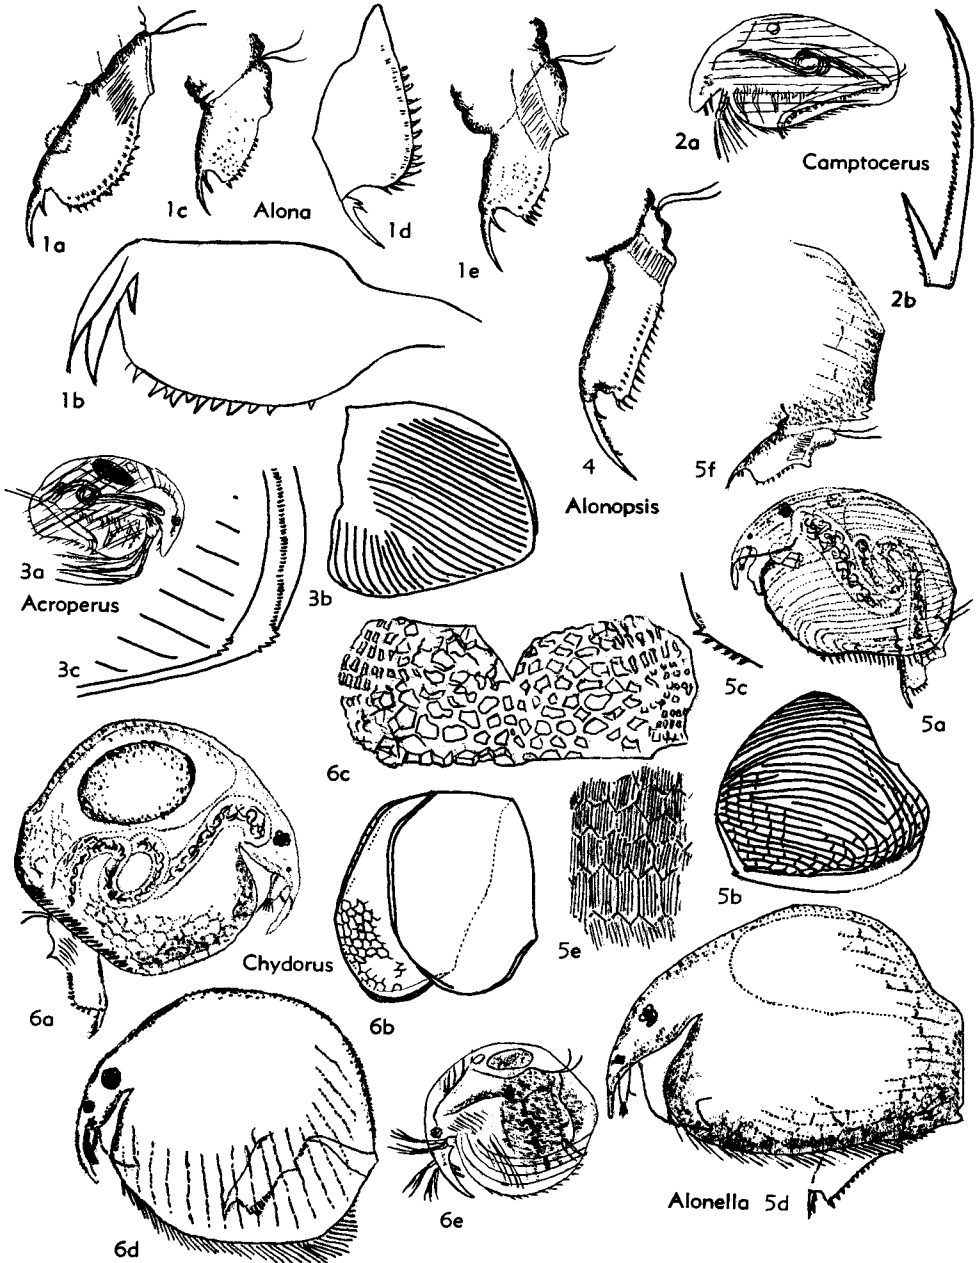 1a
1c
Alona
1d
1e
2a
Camptocerus
2b
1b
4
Alonopsis
5f
3a
Acroperus
3b
3c
5c
5a
6c
5b
5e
Chydorus
6a
6b
6d
6e
Alonella 5d